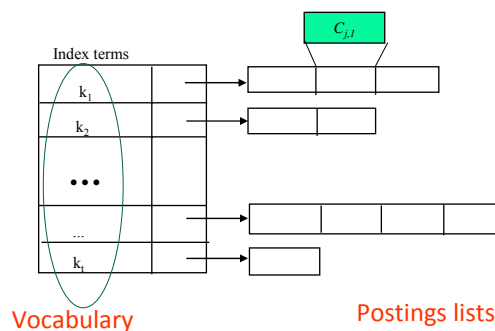 C_{j,1}
Index terms
k_1
k_2
•••
...
k_t
Vocabulary
Postings lists